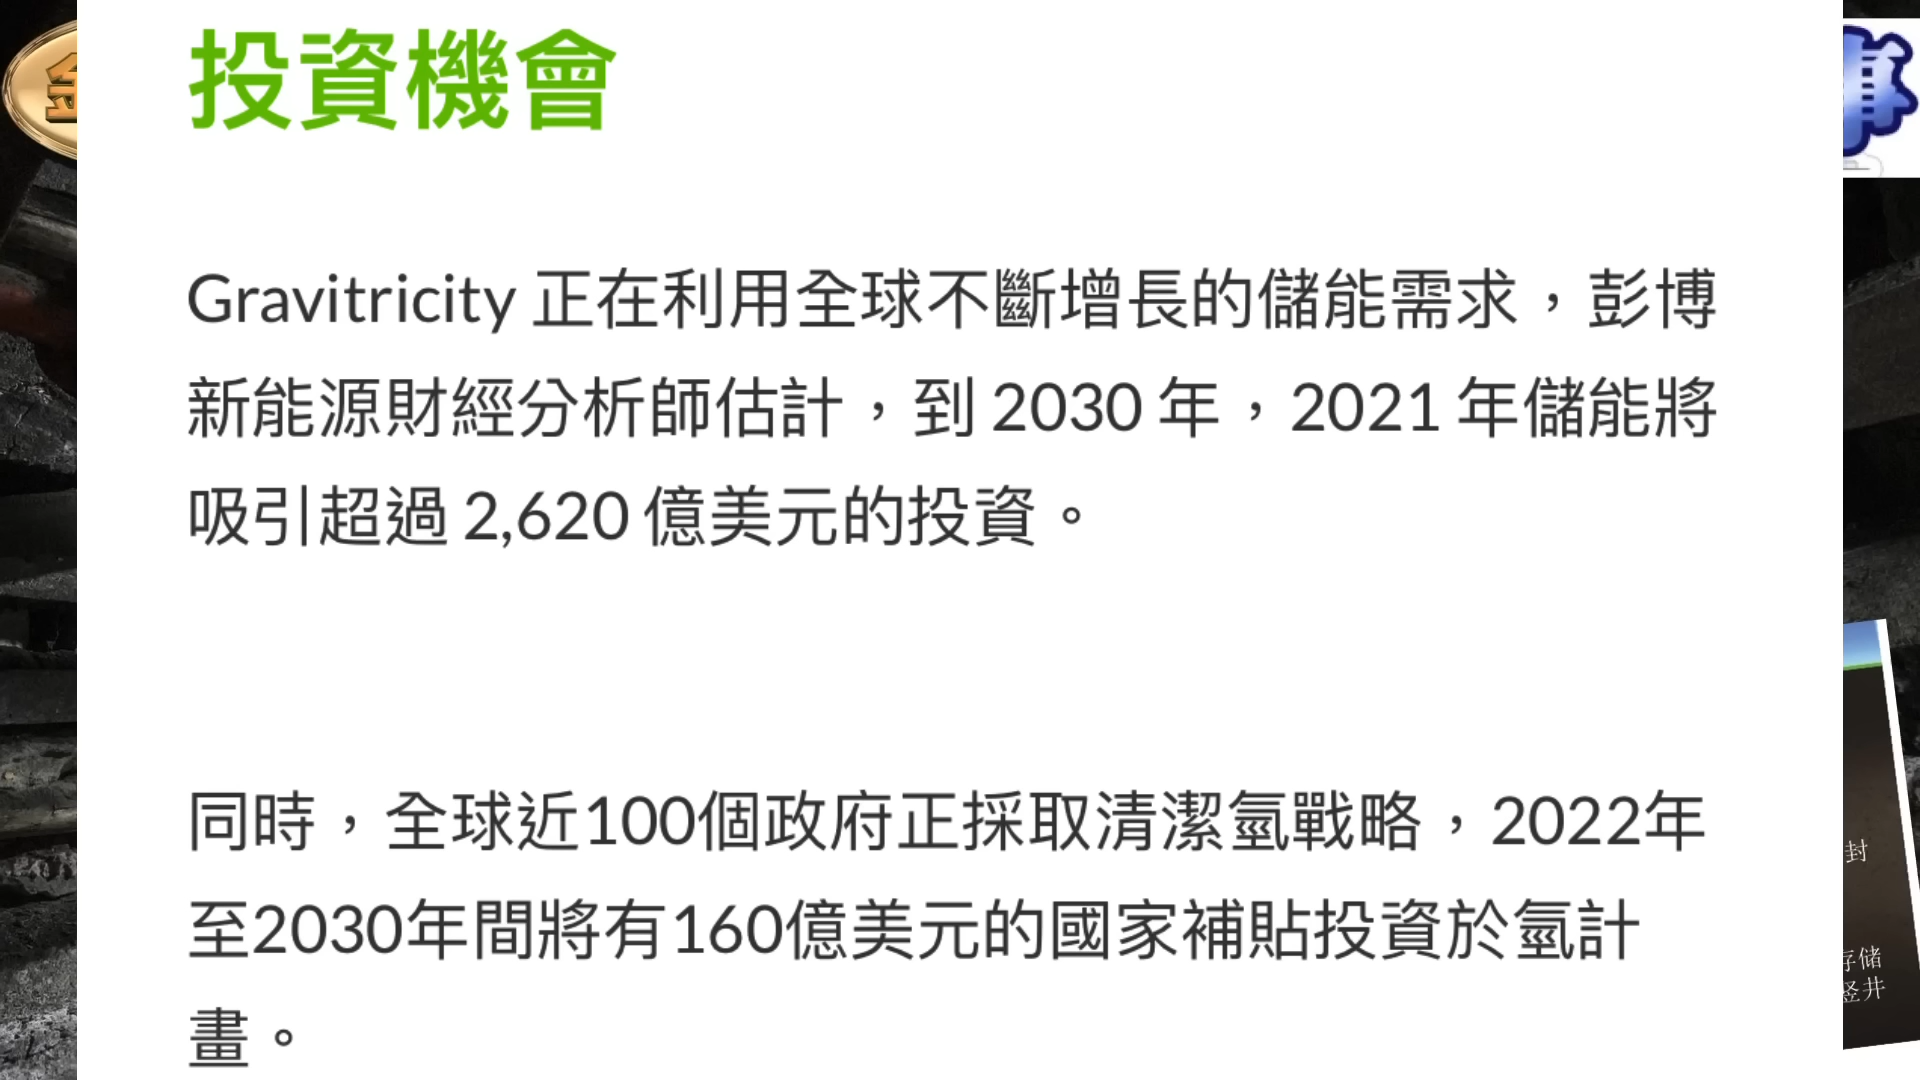 投資機會
Gravitricity 正在利用全球不斷增長的儲能需求，彭博
新能源財經分析師估計，到 2030 年，2021 年儲能將
吸引超過 2,620 億美元的投資。
同時，全球近100個政府正採取清潔氫戰略，2022年
至2030年間將有160億美元的國家補貼投資於氫計
畫。
封
存储
竖井